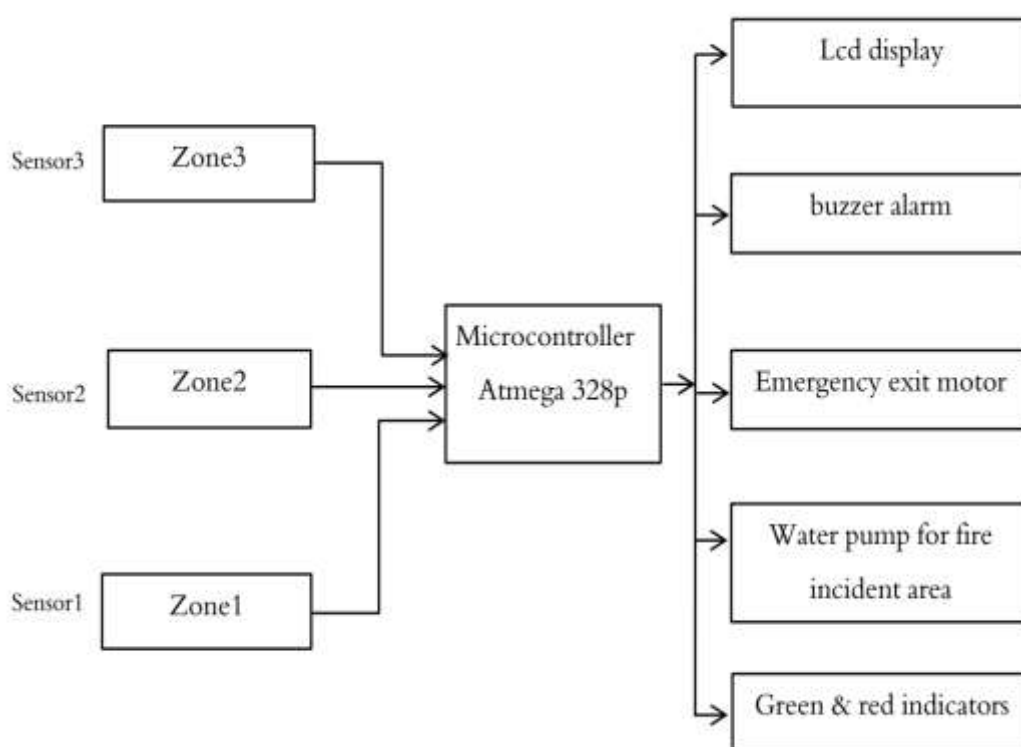 Lcd display
Sensor3
Zone3
buzzer alarm
Microcontroller
Atmega 328p
Sensor2
Zone2
Emergency exit motor
Water pump for fire
incident area
Sensor1
Zone1
Green & red indicators